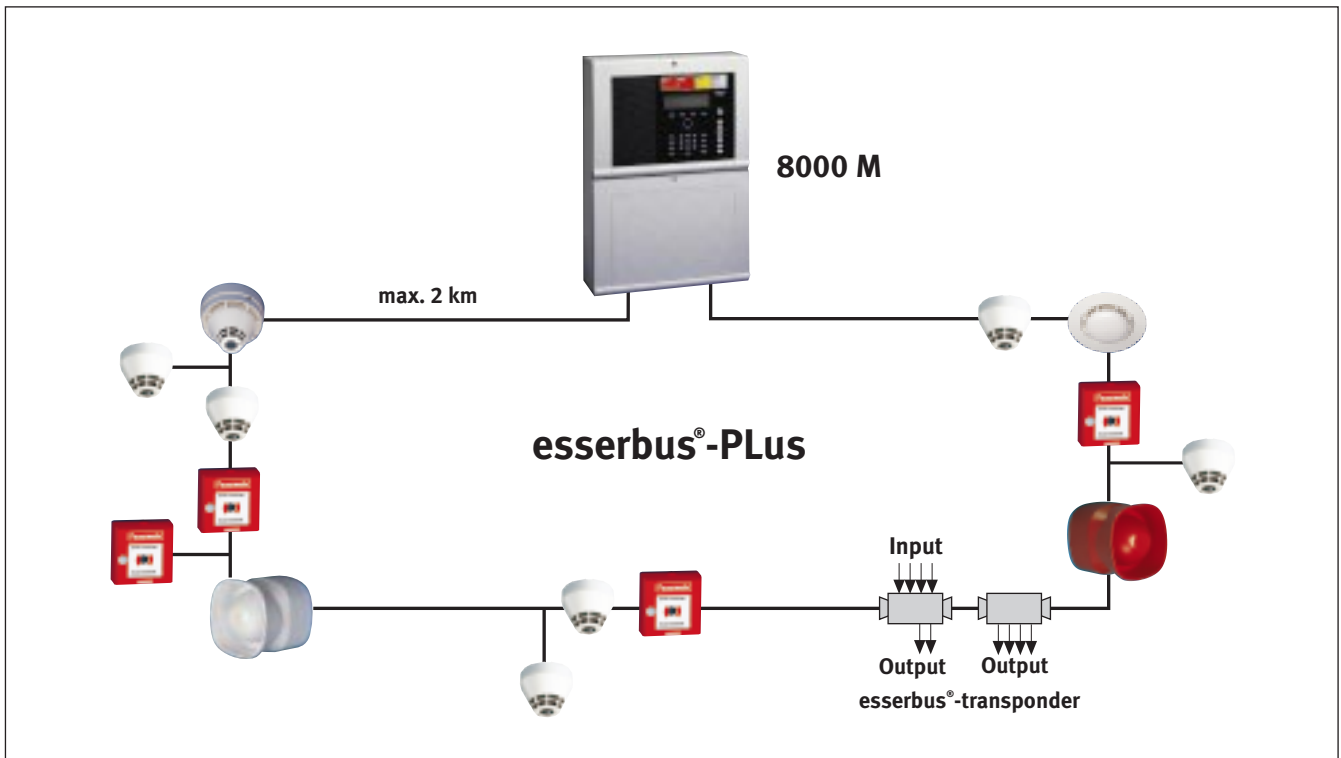 8000 M
max. 2 km
esserbus®-PLus
Input
Output
Output
esserbus®-transponder